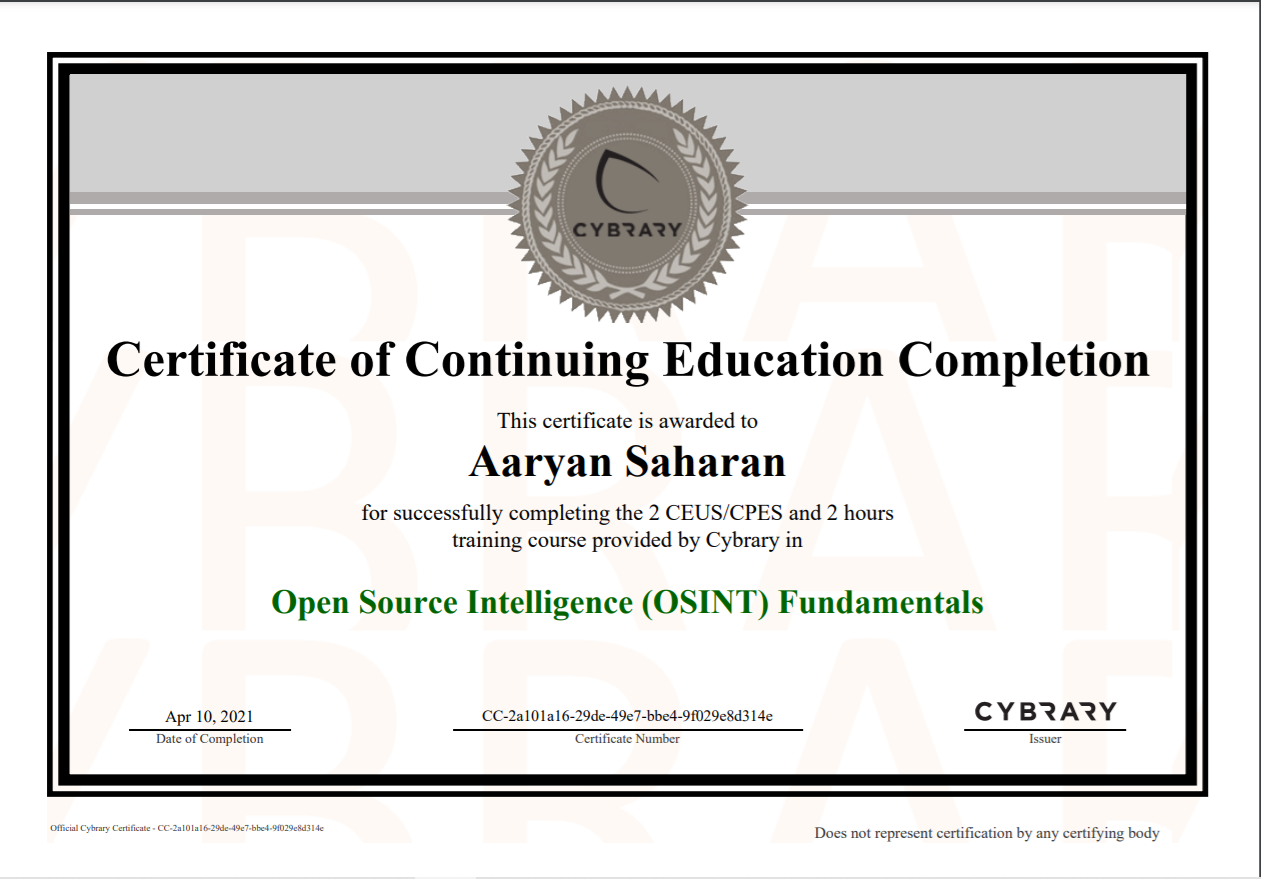 CYBRARY
Certificate of Continuing Education Completion
This certificate is awarded to
Aaryan Saharan
for successfully completing the 2 CEUS/CPES and 2 hours
training course provided by Cybrary in
Open Source Intelligence (OSINT) Fundamentals
Apr 10, 2021
Date of Completion
CC-2a101a16-29de-49e7-bbe4-9f029e8d314e
Certificate Number
CYBRARY
Issuer
Official Cybrary Certificate - CC-2a101a16-29de-49e7-bbe4-9f029e8d314e
Does not represent certification by any certifying body